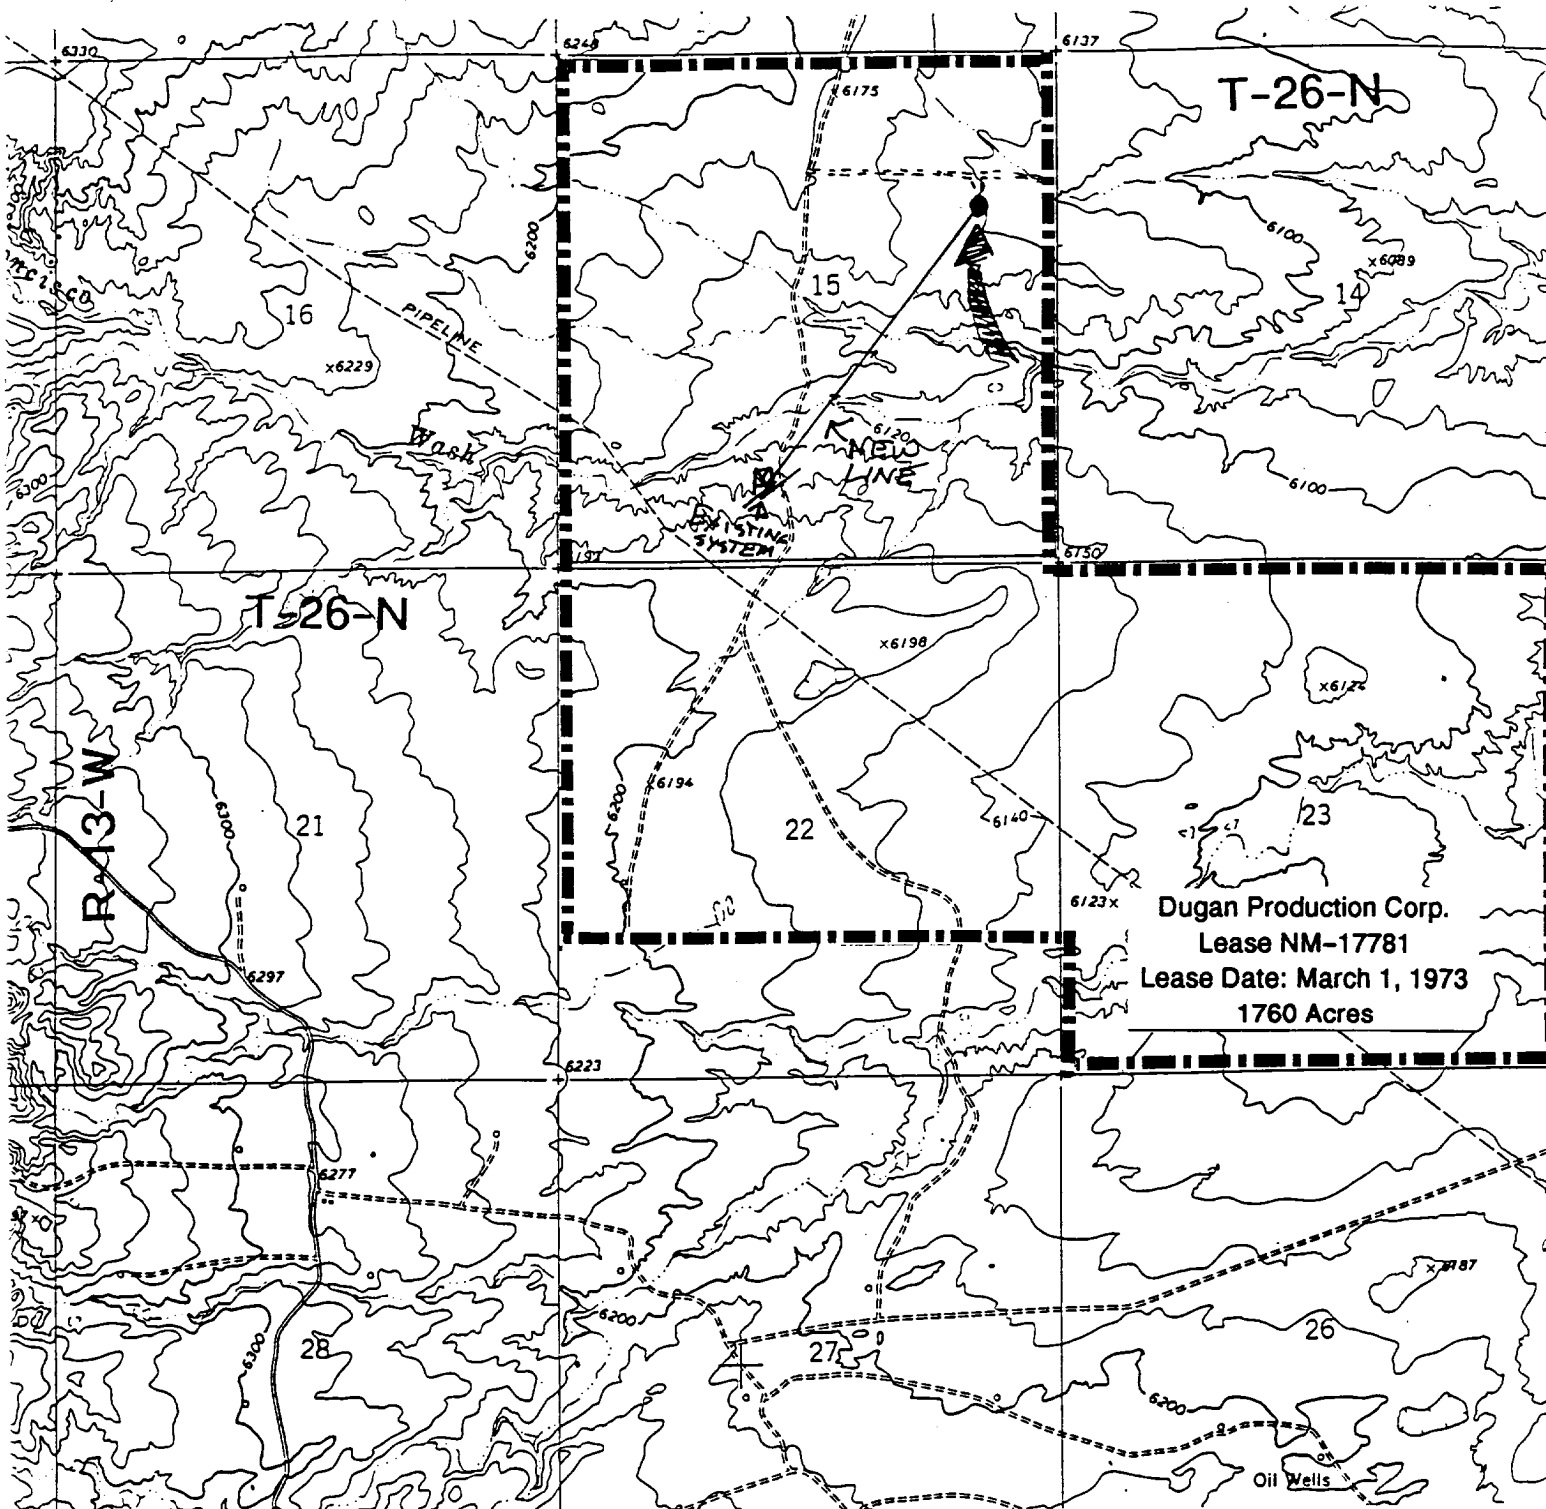 6330
6248
6137
6175
T-26-N
6200
6100
x6089
ncisco
15
14
16
PIPELINE
x6229
6120
Wash
NEW
LINE
6300
6100
EXISTING
SYSTEM
6150
T-26-N
x6198
x6124
R-13-W
6194
6200
6300
21
22
6140
23
6123x
Dugan Production Corp.
Lease NM-17781
Lease Date: March 1, 1973
1760 Acres
6297
6223
6277
x6187
6200
26
6300
28
27
6200
Oil Wells